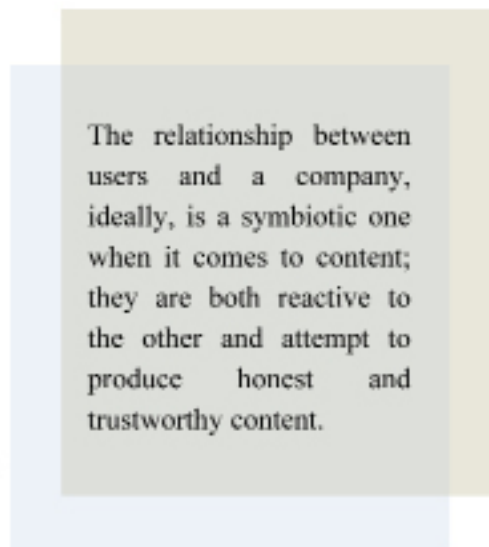 The relationship between
users and a company,
ideally, is a symbiotic one
when it comes to content;
they are both reactive to
the other and attempt to
produce honest and
trustworthy content.